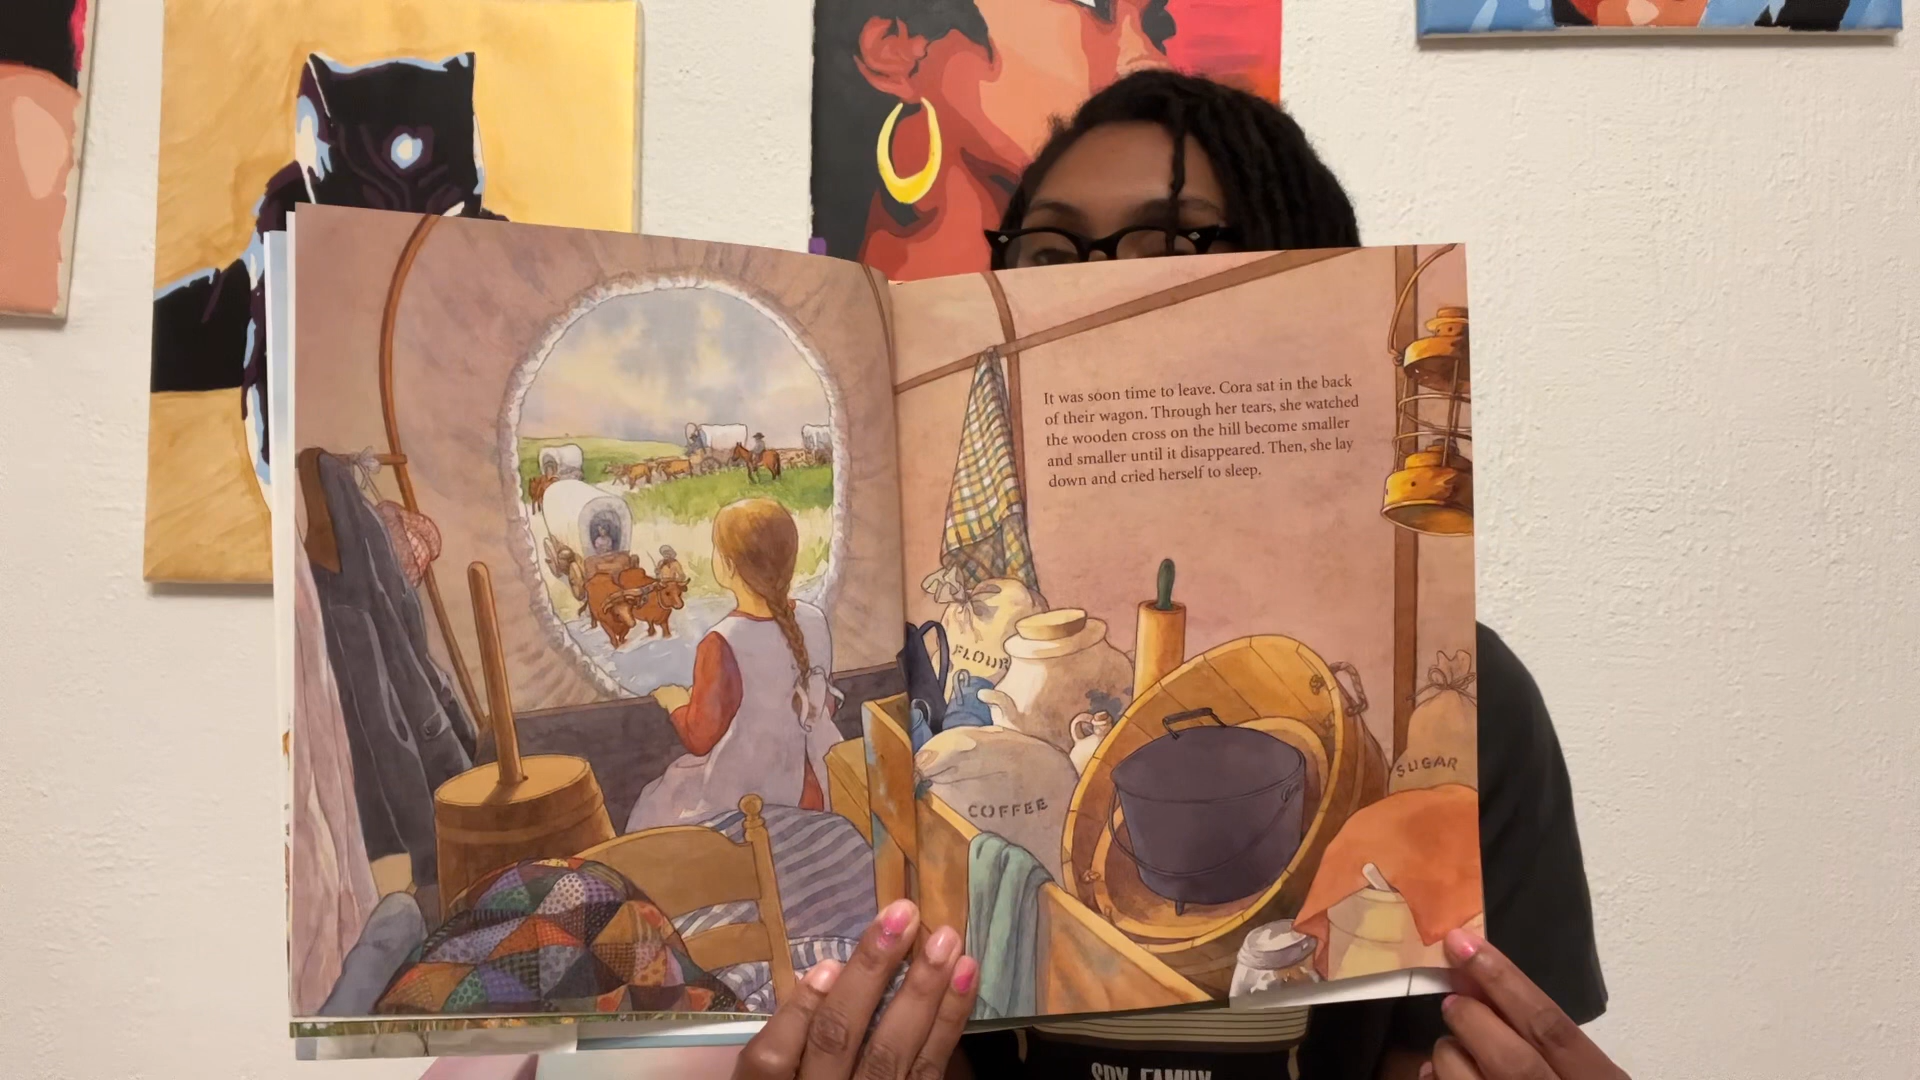 It was soon time to leave. Cora sat in the back
of their wagon. Through her tears, she watched
the wooden cross on the hill become smaller
and smaller until it disappeared. Then, she lay
down and cried herself to sleep.
FLOUR
COFFEE
SUGAR
SPY FAMILY